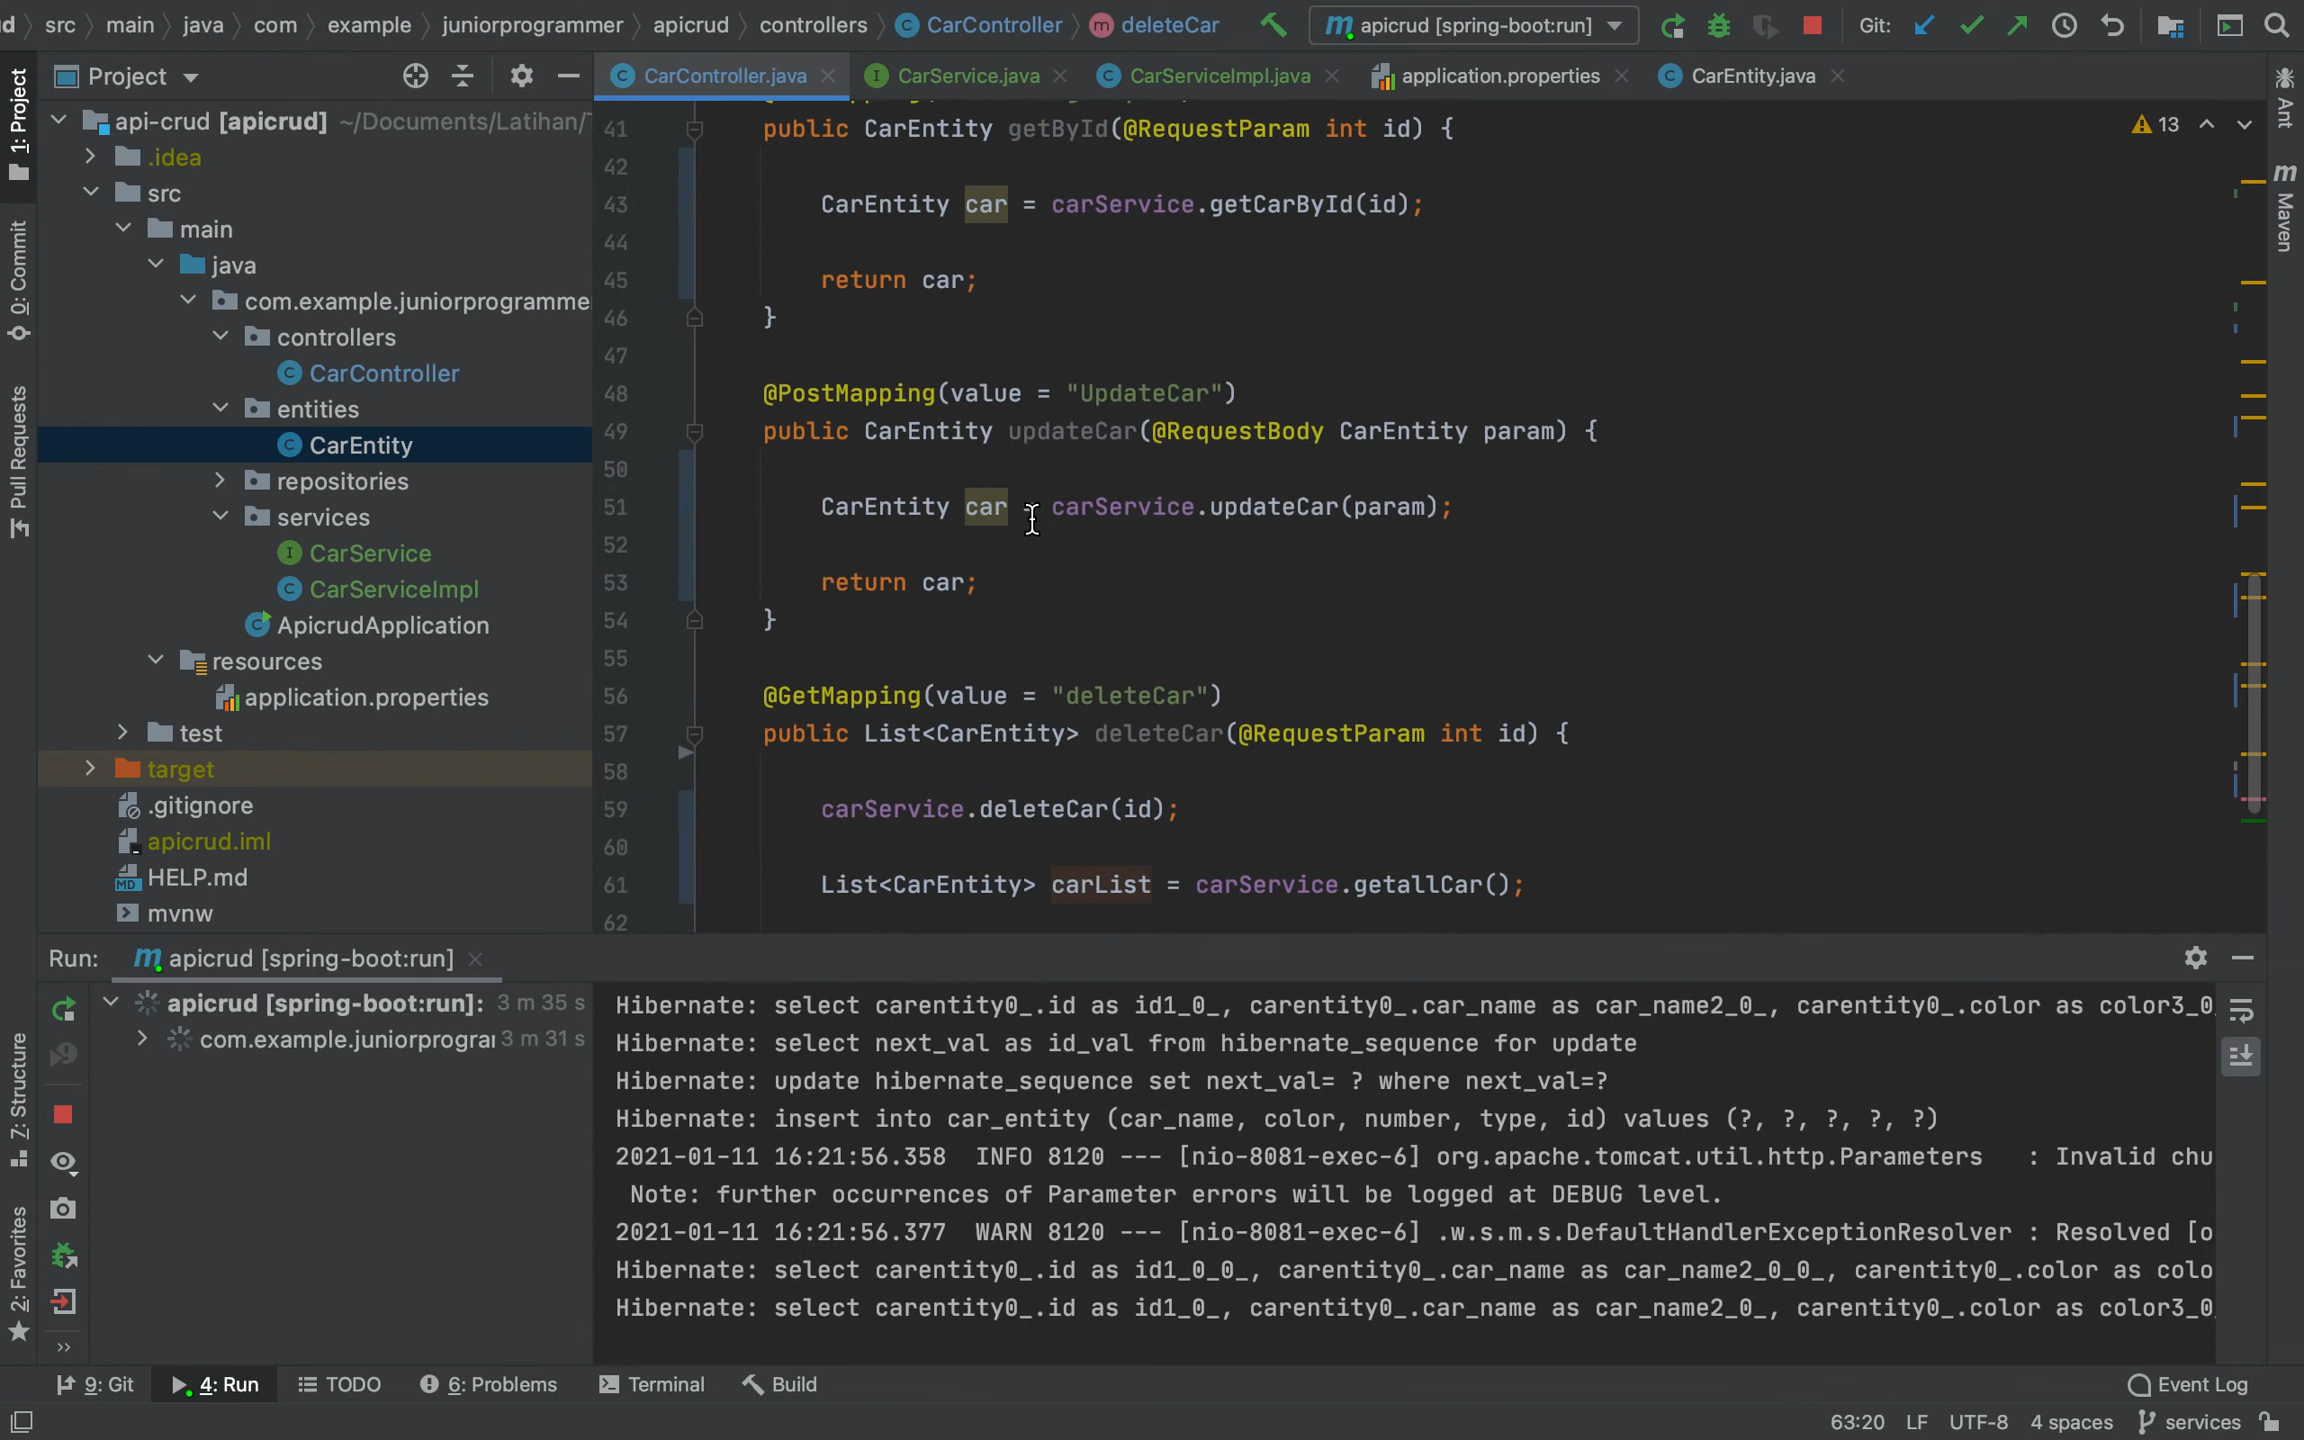 d src main java com example juniorprogrammer apicrud controllers CarController deleteCar apicrud [spring-boot:run] Git:
Project
CarController.java CarService.java CarServiceImpl.java application.properties CarEntity.java
1: Project
0: Commit
Pull Requests
api-crud [apicrud] ~/Documents/Latihan/
.idea
src
main
java
com.example.juniorprogramme
controllers
CarController
entities
CarEntity
repositories
services
CarService
CarServiceImpl
ApicrudApplication
resources
application.properties
test
target
.gitignore
apicrud.iml
HELP.md
mvnw
13
41 public CarEntity getById(@RequestParam int id) {
42
43 CarEntity car = carService.getCarById(id);
44
45 return car;
46 }
47
48 @PostMapping(value = "UpdateCar")
49 public CarEntity updateCar(@RequestBody CarEntity param) {
50
51 CarEntity car = carService.updateCar(param);
52
53 return car;
54 }
55
56 @GetMapping(value = "deleteCar")
57 public List<CarEntity> deleteCar(@RequestParam int id) {
58
59 carService.deleteCar(id);
60
61 List<CarEntity> carList = carService.getallCar();
62
Ant
Maven
Run: apicrud [spring-boot:run]
apicrud [spring-boot:run]: 3 m 35 s
com.example.juniorprogra 3 m 31 s
Hibernate: select carentity0_.id as id1_0_, carentity0_.car_name as car_name2_0_, carentity0_.color as color3_0
Hibernate: select next_val as id_val from hibernate_sequence for update
Hibernate: update hibernate_sequence set next_val= ? where next_val=?
Hibernate: insert into car_entity (car_name, color, number, type, id) values (?, ?, ?, ?, ?)
2021-01-11 16:21:56.358 INFO 8120 --- [nio-8081-exec-6] org.apache.tomcat.util.http.Parameters : Invalid chu
Note: further occurrences of Parameter errors will be logged at DEBUG level.
2021-01-11 16:21:56.377 WARN 8120 --- [nio-8081-exec-6] .w.s.m.s.DefaultHandlerExceptionResolver : Resolved [o
Hibernate: select carentity0_.id as id1_0_0_, carentity0_.car_name as car_name2_0_0_, carentity0_.color as colo
Hibernate: select carentity0_.id as id1_0_, carentity0_.car_name as car_name2_0_, carentity0_.color as color3_0
Z: Structure
2: Favorites
9: Git 4: Run TODO 6: Problems Terminal Build Event Log
63:20 LF UTF-8 4 spaces services